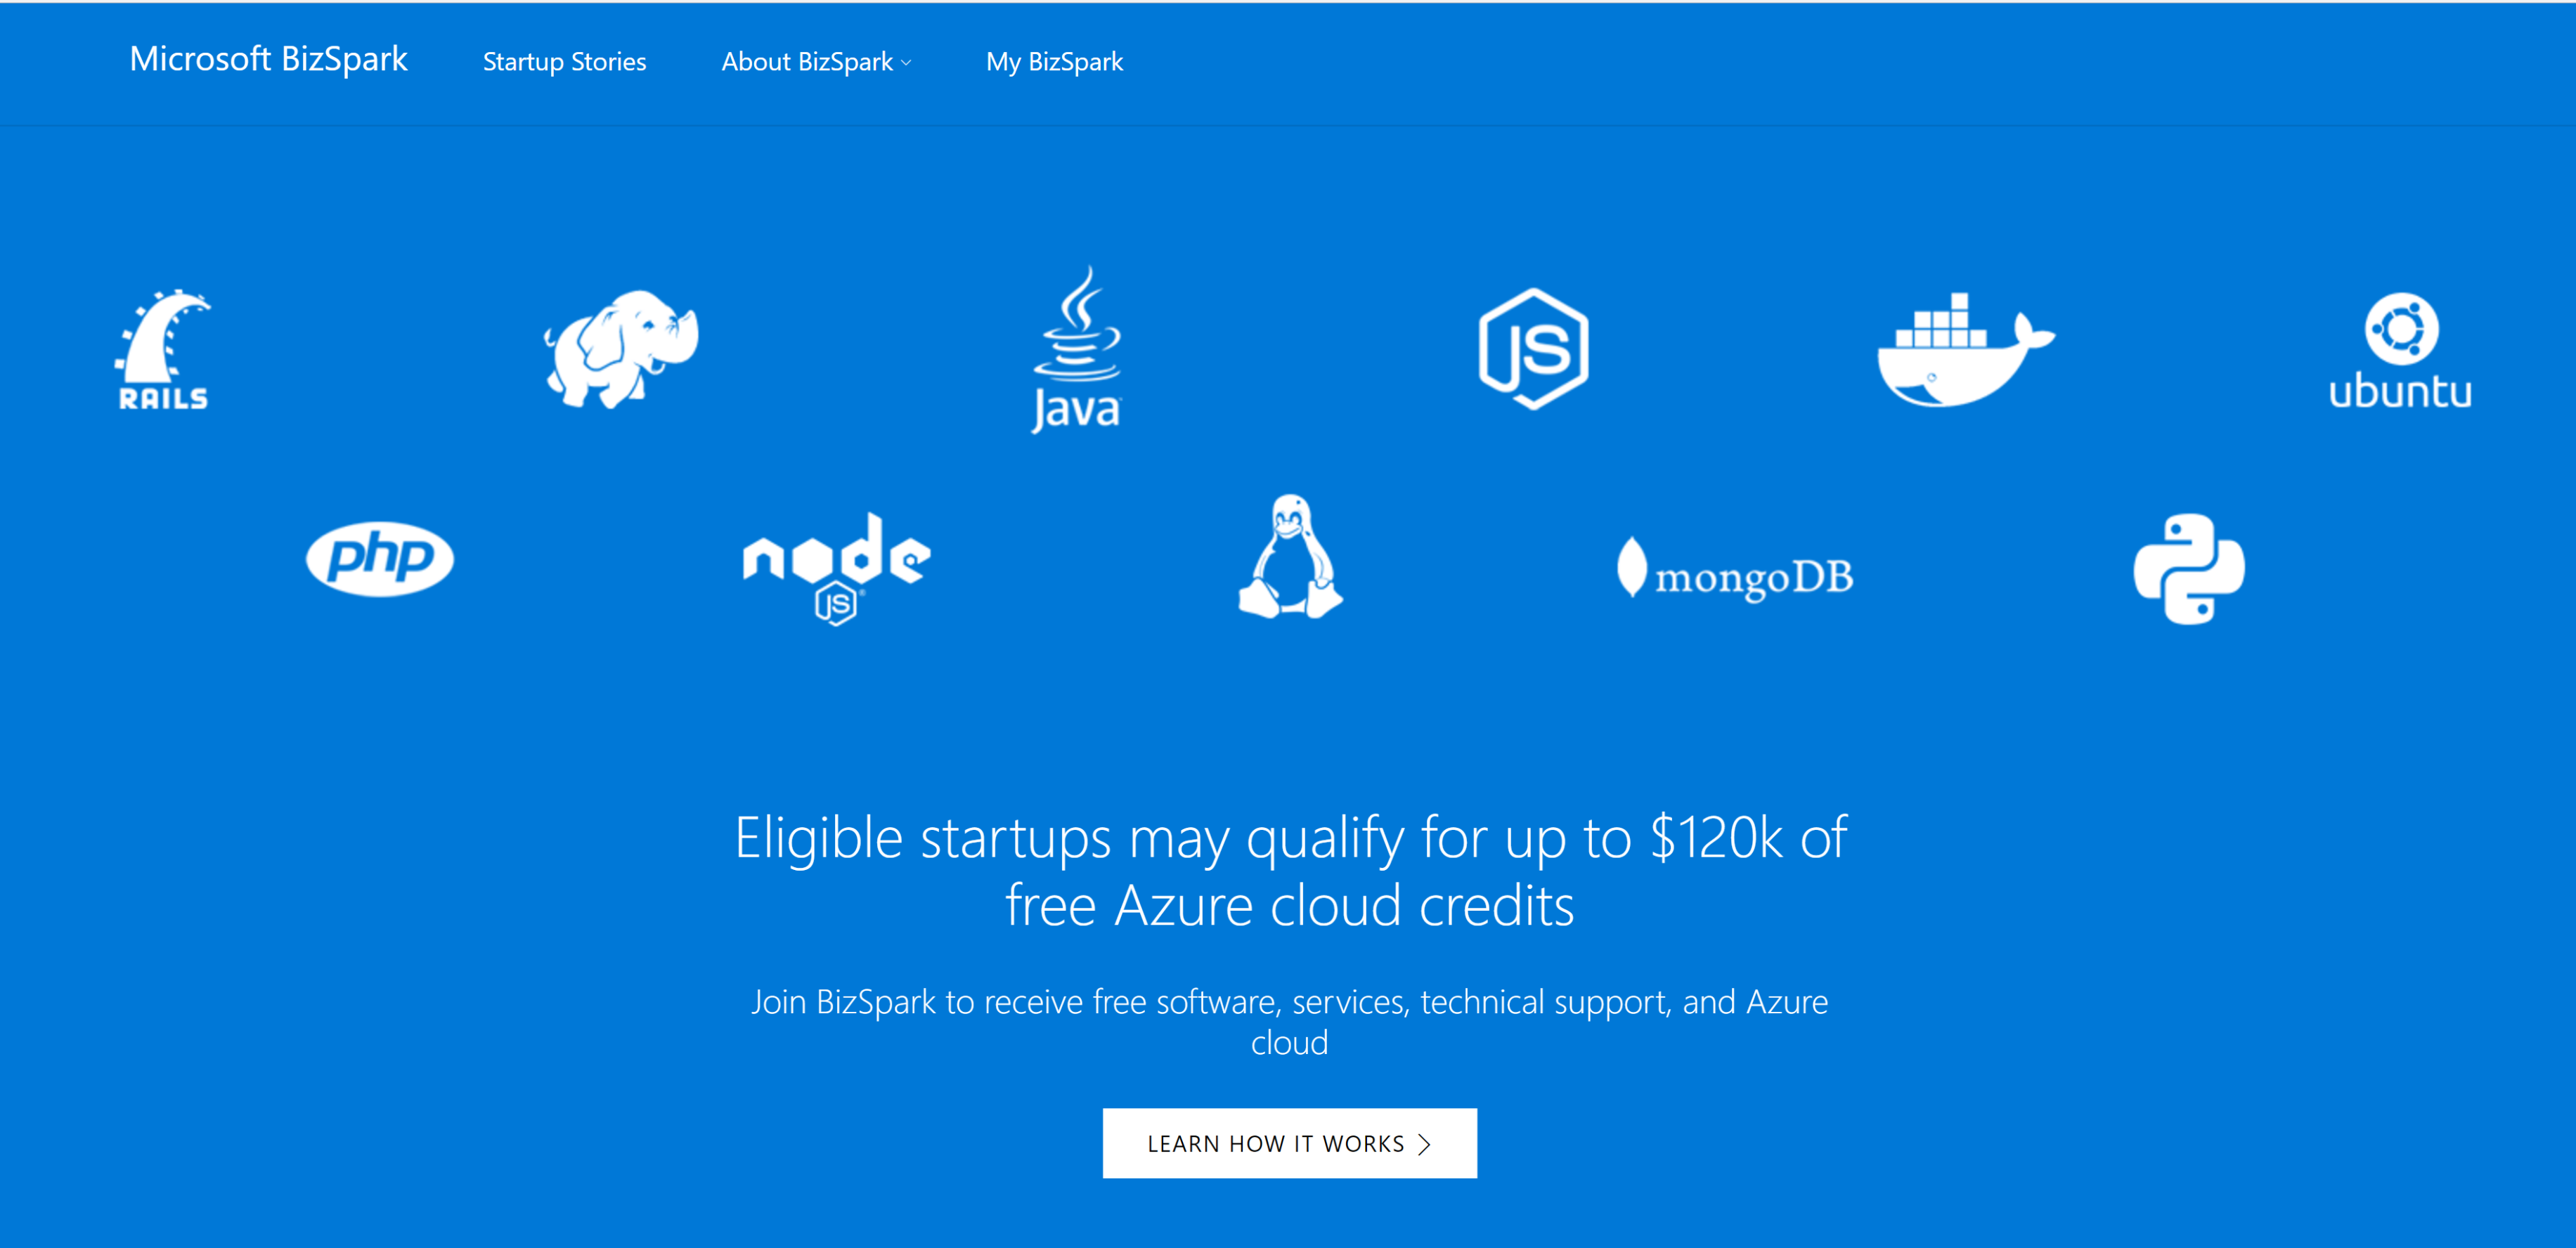 Microsoft BizSpark Startup Stories About BizSpark My BizSpark
RAILS
Java
JS
ubuntu
php
node
JS
mongoDB
Eligible startups may qualify for up to $120k of
free Azure cloud credits
Join BizSpark to receive free software, services, technical support, and Azure
cloud
LEARN HOW IT WORKS